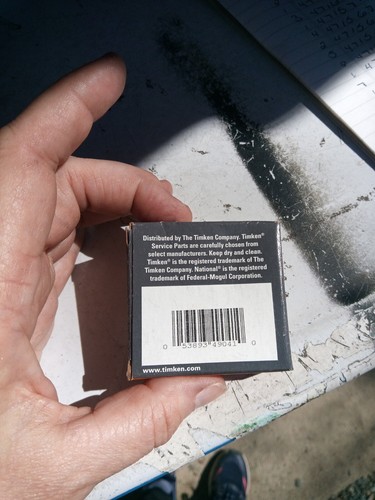 Distributed by The Timken Company. Timken®
Service Parts are carefully chosen from
select manufacturers. Keep dry and clean.
Timken® is the registered trademark of The
Timken Company. National® is the registered
trademark of Federal-Mogul Corporation.
0 53893 49041 0
www.timken.com